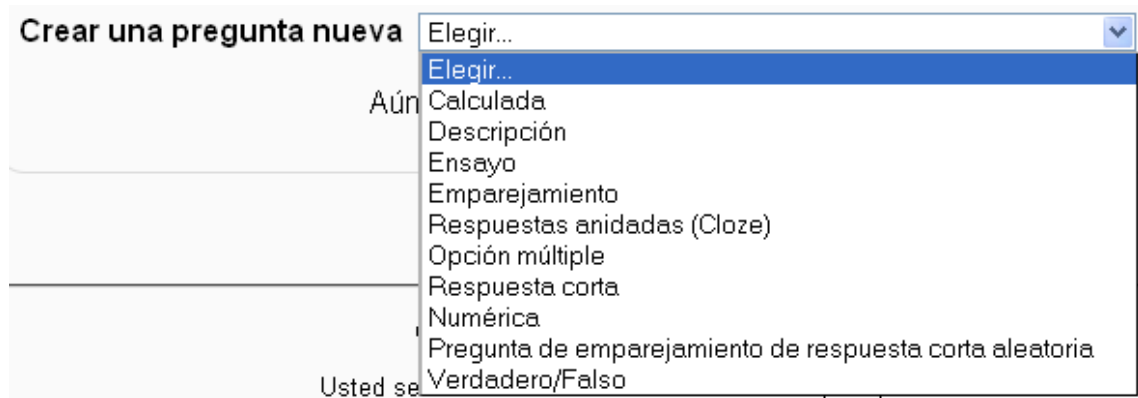 Crear una pregunta nueva Elegir...
Elegir...
Aún Calculada
Descripción
Ensayo
Emparejamiento
Respuestas anidadas (Cloze)
Opción múltiple
Respuesta corta
Numérica
Pregunta de emparejamiento de respuesta corta aleatoria
Usted se Verdadero/Falso